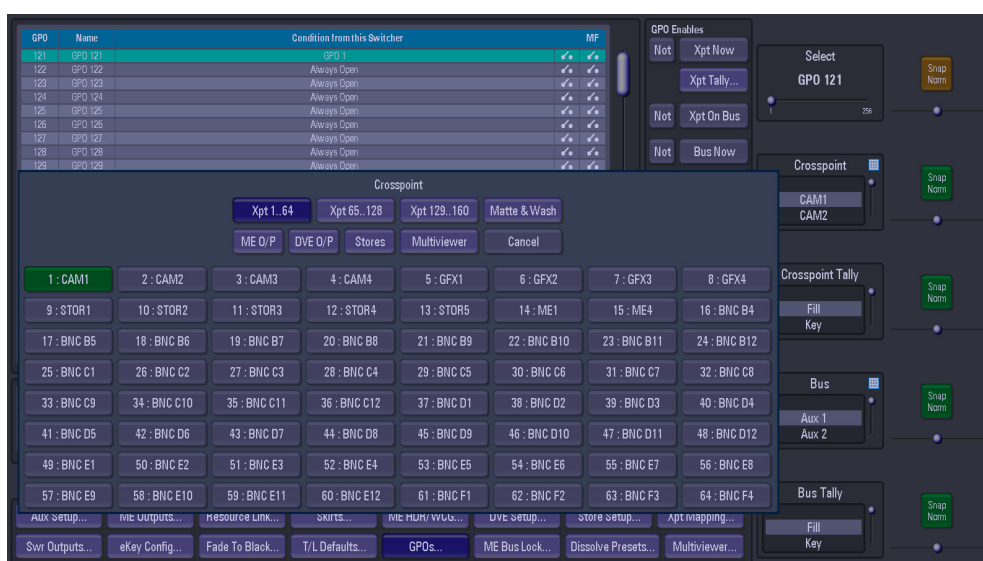 GPO Name Condition from this Switcher MF
121 GPO 121 GPO 1
122 GPO 122 Always Open
123 GPO 123 Always Open
124 GPO 124 Always Open
125 GPO 125 Always Open
126 GPO 126 Always Open
127 GPO 127 Always Open
128 GPO 128 Always Open
129 GPO 129 Always Open
GPO Enables
Not Xpt Now
Xpt Tally...
Not Xpt On Bus
Not Bus Now
Select
GPO 121
1 256
Snap
Norm
Crosspoint
CAM1
CAM2
Snap
Norm
Crosspoint Tally
Fill
Key
Snap
Norm
Bus
Aux 1
Aux 2
Snap
Norm
Bus Tally
Fill
Key
Snap
Norm
Crosspoint
Xpt 1..64 Xpt 65..128 Xpt 129..160 Matte & Wash
ME O/P DVE O/P Stores Multiviewer Cancel
1 : CAM1 2 : CAM2 3 : CAM3 4 : CAM4 5 : GFX1 6 : GFX2 7 : GFX3 8 : GFX4
9 : STOR1 10 : STOR2 11 : STOR3 12 : STOR4 13 : STOR5 14 : ME1 15 : ME4 16 : BNC B4
17 : BNC B5 18 : BNC B6 19 : BNC B7 20 : BNC B8 21 : BNC B9 22 : BNC B10 23 : BNC B11 24 : BNC B12
25 : BNC C1 26 : BNC C2 27 : BNC C3 28 : BNC C4 29 : BNC C5 30 : BNC C6 31 : BNC C7 32 : BNC C8
33 : BNC C9 34 : BNC C10 35 : BNC C11 36 : BNC C12 37 : BNC D1 38 : BNC D2 39 : BNC D3 40 : BNC D4
41 : BNC D5 42 : BNC D6 43 : BNC D7 44 : BNC D8 45 : BNC D9 46 : BNC D10 47 : BNC D11 48 : BNC D12
49 : BNC E1 50 : BNC E2 51 : BNC E3 52 : BNC E4 53 : BNC E5 54 : BNC E6 55 : BNC E7 56 : BNC E8
57 : BNC E9 58 : BNC E10 59 : BNC E11 60 : BNC E12 61 : BNC F1 62 : BNC F2 63 : BNC F3 64 : BNC F4
Aux Setup... ME Outputs... Resource Link... Skirts... ME HDR/WCG... DVE Setup... Store Setup... Xpt Mapping...
Swr Outputs... eKey Config... Fade To Black... T/L Defaults... GPOs... ME Bus Lock... Dissolve Presets... Multiviewer...